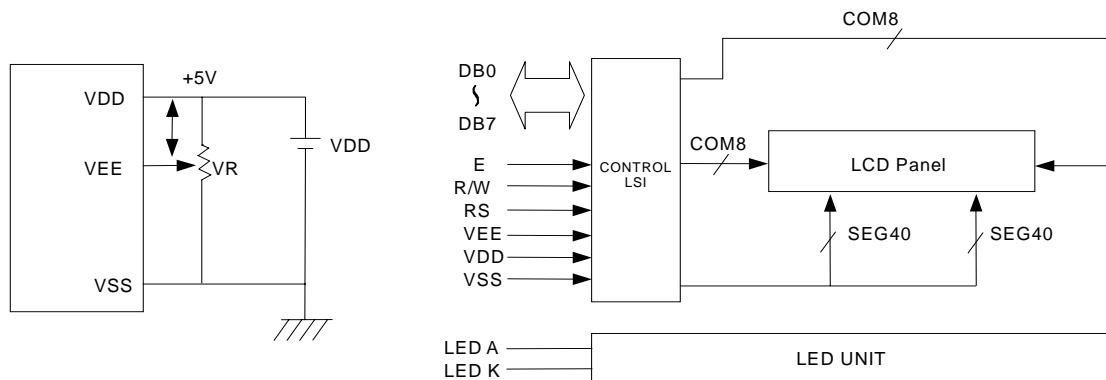 +5V
VDD
VEE
VR
VDD
VSS
COM8
DB0
DB7
E
R/W
RS
VEE
VDD
VSS
CONTROL
LSI
COM8
LCD Panel
SEG40
SEG40
LED A
LED K
LED UNIT